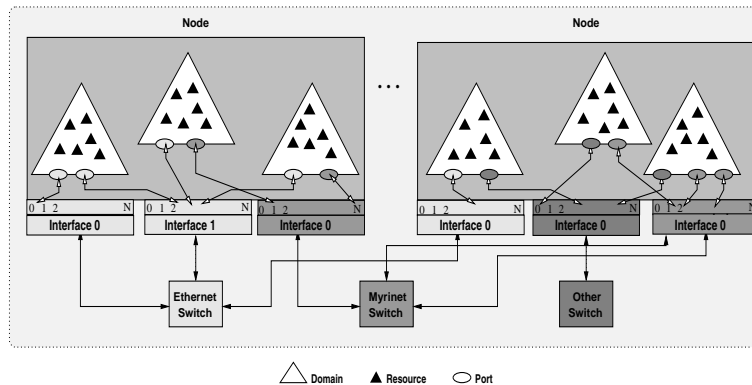 Node
Node
. . .
0 1 2 N
0 1 2 N
0 1 2 N
0 1 2 N
0 1 2 N
0 1 2 N
Interface 0
Interface 1
Interface 0
Interface 0
Interface 0
Interface 0
Ethernet
Switch
Myrinet
Switch
Other
Switch
Domain
Resource
Port